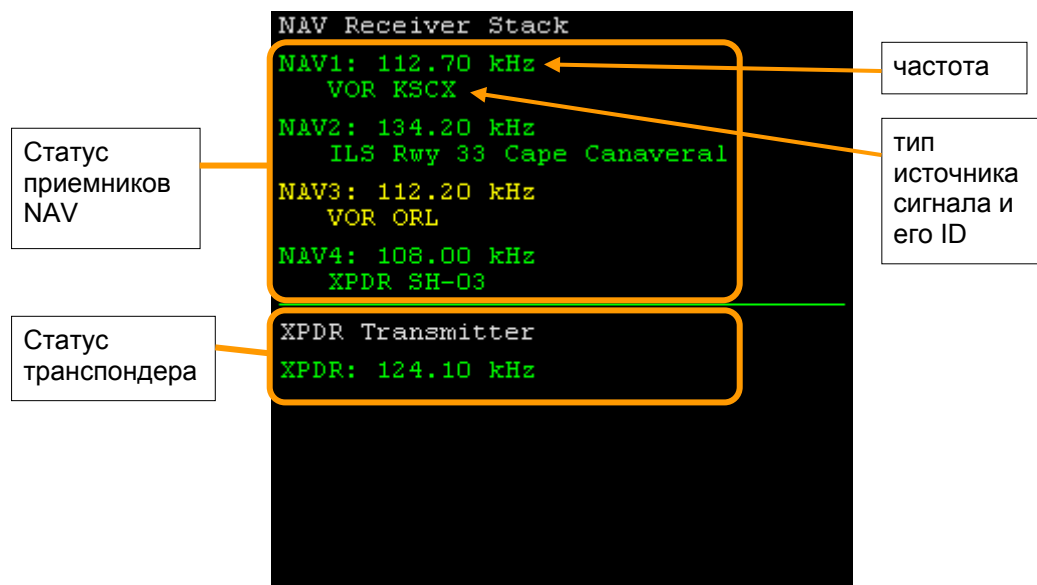 NAV Receiver Stack
NAV1: 112.70 kHz
VOR KSCX
NAV2: 134.20 kHz
ILS Rwy 33 Cape Canaveral
NAV3: 112.20 kHz
VOR ORL
NAV4: 108.00 kHz
XPDR SH-03
XPDR Transmitter
XPDR: 124.10 kHz
Статус
приемников
NAV
Статус
транспондера
частота
тип
источника
сигнала и
его ID